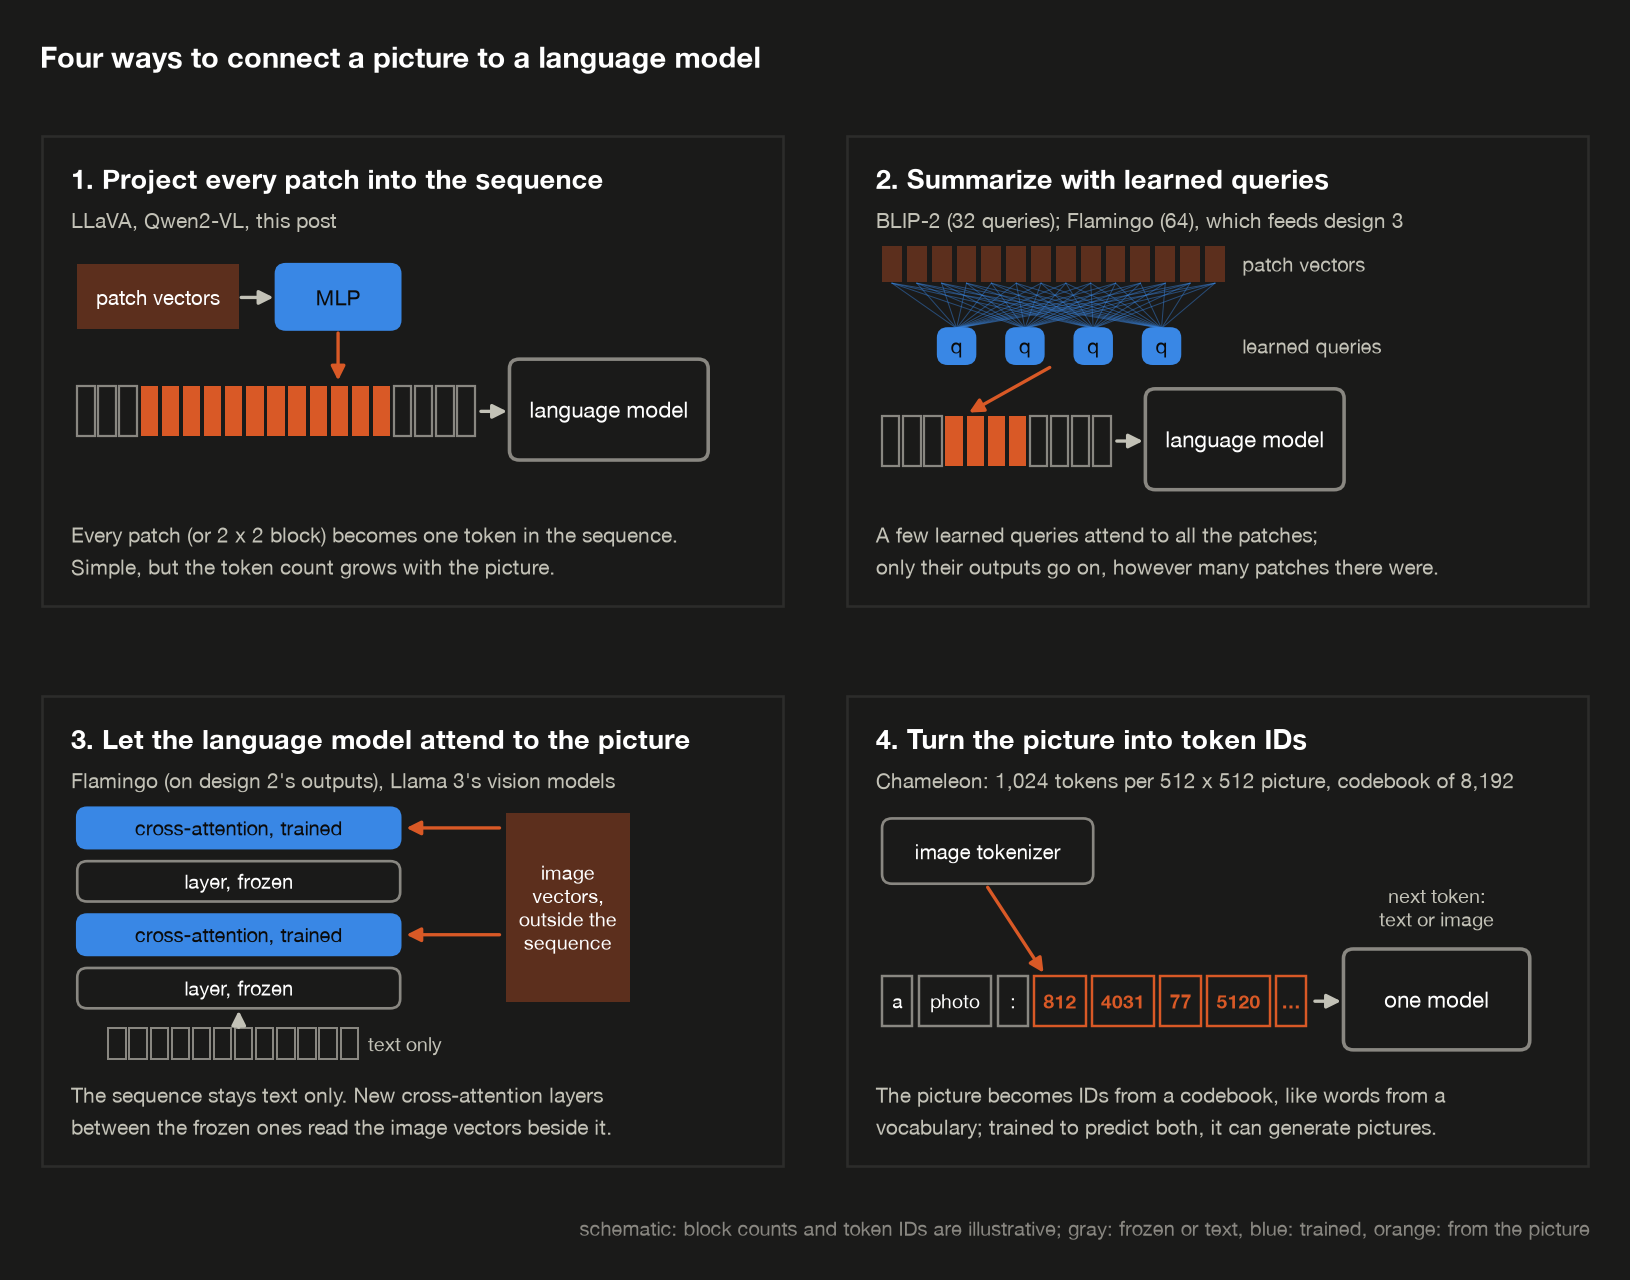 Four ways to connect a picture to a language model
1. Project every patch into the sequence
LLaVA, Qwen2-VL, this post
patch vectors
MLP
language model
Every patch (or 2 x 2 block) becomes one token in the sequence.
Simple, but the token count grows with the picture.
2. Summarize with learned queries
BLIP-2 (32 queries); Flamingo (64), which feeds design 3
patch vectors
q q q q
learned queries
language model
A few learned queries attend to all the patches;
only their outputs go on, however many patches there were.
3. Let the language model attend to the picture
Flamingo (on design 2's outputs), Llama 3's vision models
cross-attention, trained
layer, frozen
cross-attention, trained
layer, frozen
image
vectors,
outside the
sequence
text only
The sequence stays text only. New cross-attention layers
between the frozen ones read the image vectors beside it.
4. Turn the picture into token IDs
Chameleon: 1,024 tokens per 512 x 512 picture, codebook of 8,192
image tokenizer
next token:
text or image
a photo : 812 4031 77 5120 ...
one model
The picture becomes IDs from a codebook, like words from a
vocabulary; trained to predict both, it can generate pictures.
schematic: block counts and token IDs are illustrative; gray: frozen or text, blue: trained, orange: from the picture